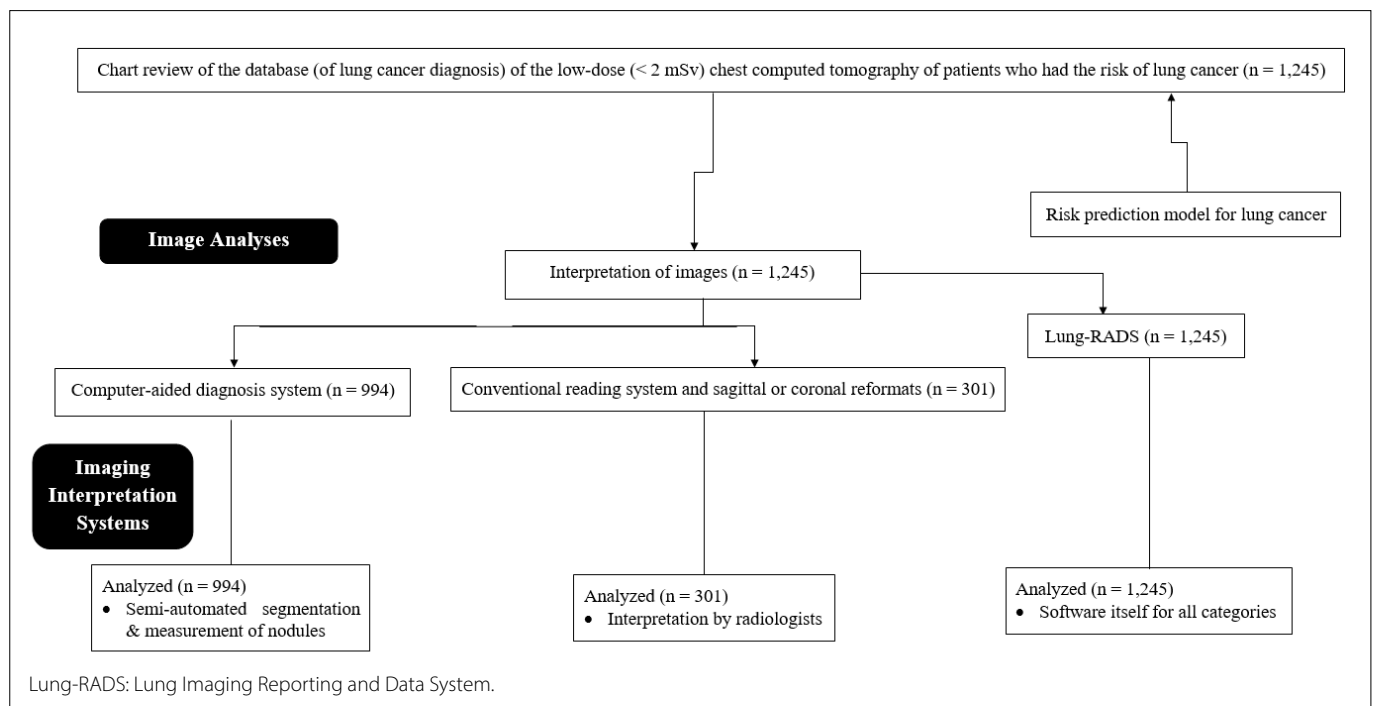 Chart review of the database (of lung cancer diagnosis) of the low-dose (< 2 mSv) chest computed tomography of patients who had the risk of lung cancer (n = 1,245)
Risk prediction model for lung cancer
Image Analyses
Interpretation of images (n = 1,245)
Lung-RADS (n = 1,245)
Computer-aided diagnosis system (n = 994)
Conventional reading system and sagittal or coronal reformats (n = 301)
Imaging
Interpretation
Systems
Analyzed (n = 994)
• Semi-automated segmentation
& measurement of nodules
Analyzed (n = 301)
• Interpretation by radiologists
Analyzed (n = 1,245)
• Software itself for all categories
Lung-RADS: Lung Imaging Reporting and Data System.